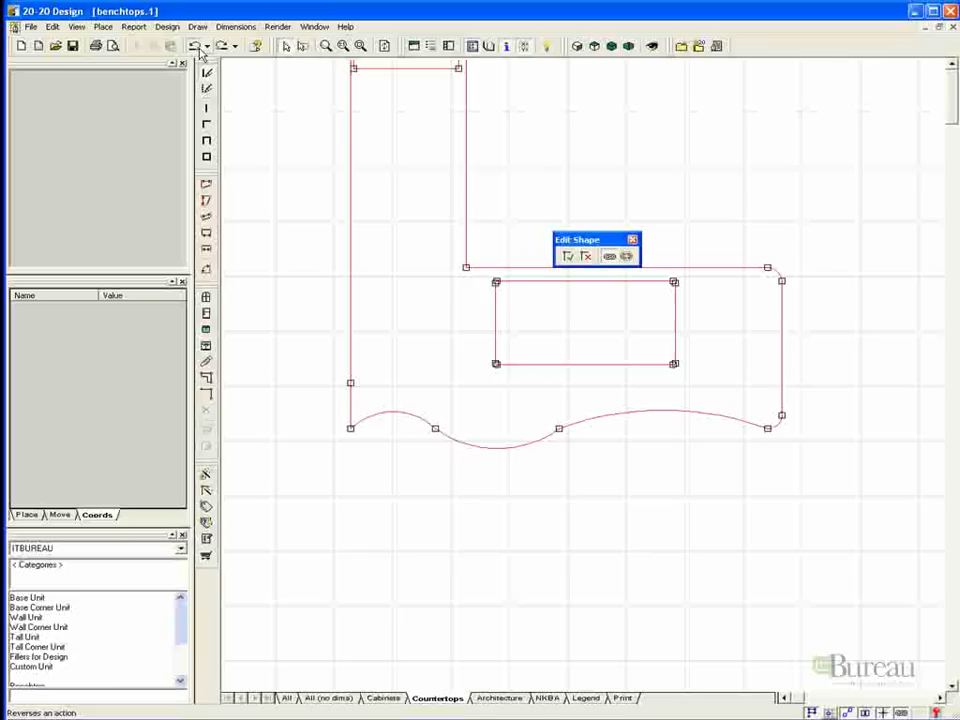 20-20 Design - [benchtops.1]
File Edit View Place Report Design Draw Dimensions Render Window Help
Edit Shape
Name Value
Place Move Coords
ITBUREAU
< Categories >
Base Unit
Base Corner Unit
Wall Unit
Wall Corner Unit
Tall Unit
Tall Corner Unit
Fillers for Design
Custom Unit
Bureau
All All (no dims) Cabinets Countertops Architecture NKBA Legend Print
Reverses an action